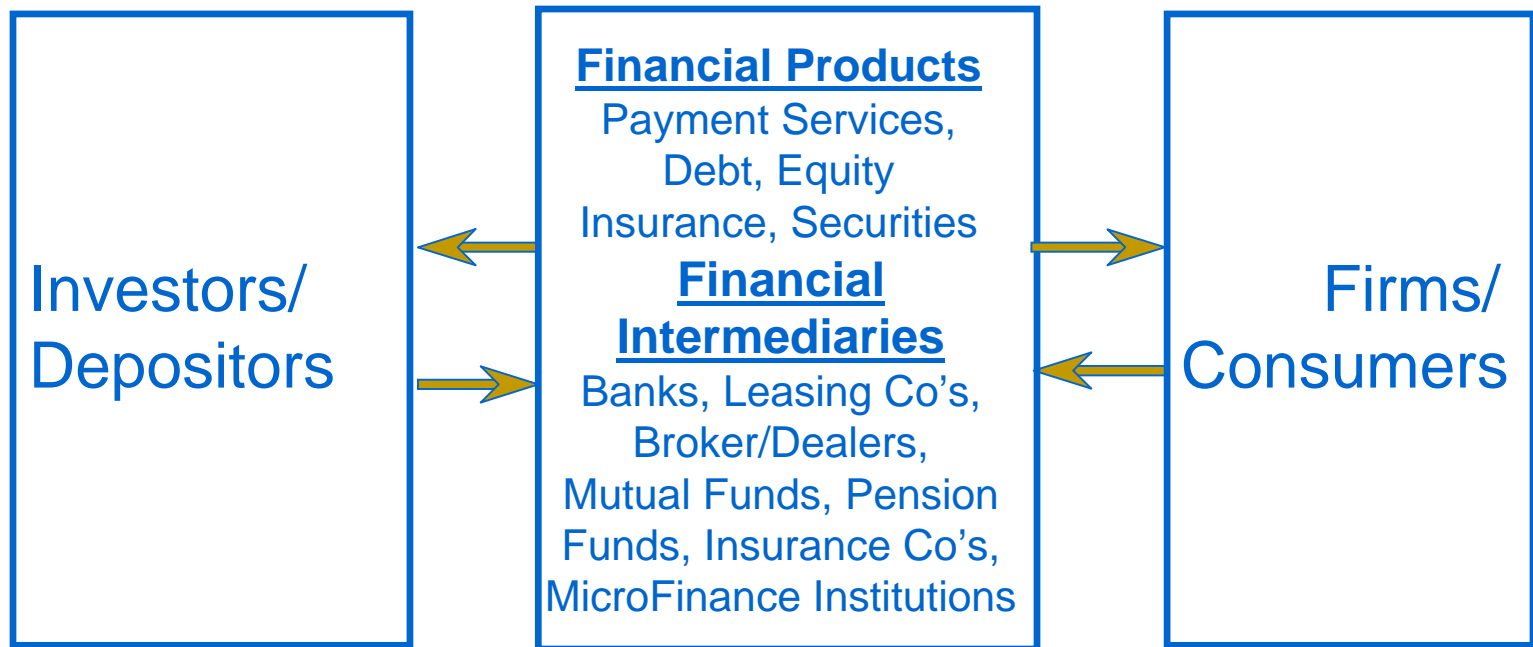 Investors/
Depositors
Financial Products
Payment Services,
Debt, Equity
Insurance, Securities
Financial
Intermediaries
Banks, Leasing Co’s,
Broker/Dealers,
Mutual Funds, Pension
Funds, Insurance Co’s,
MicroFinance Institutions
Firms/
Consumers